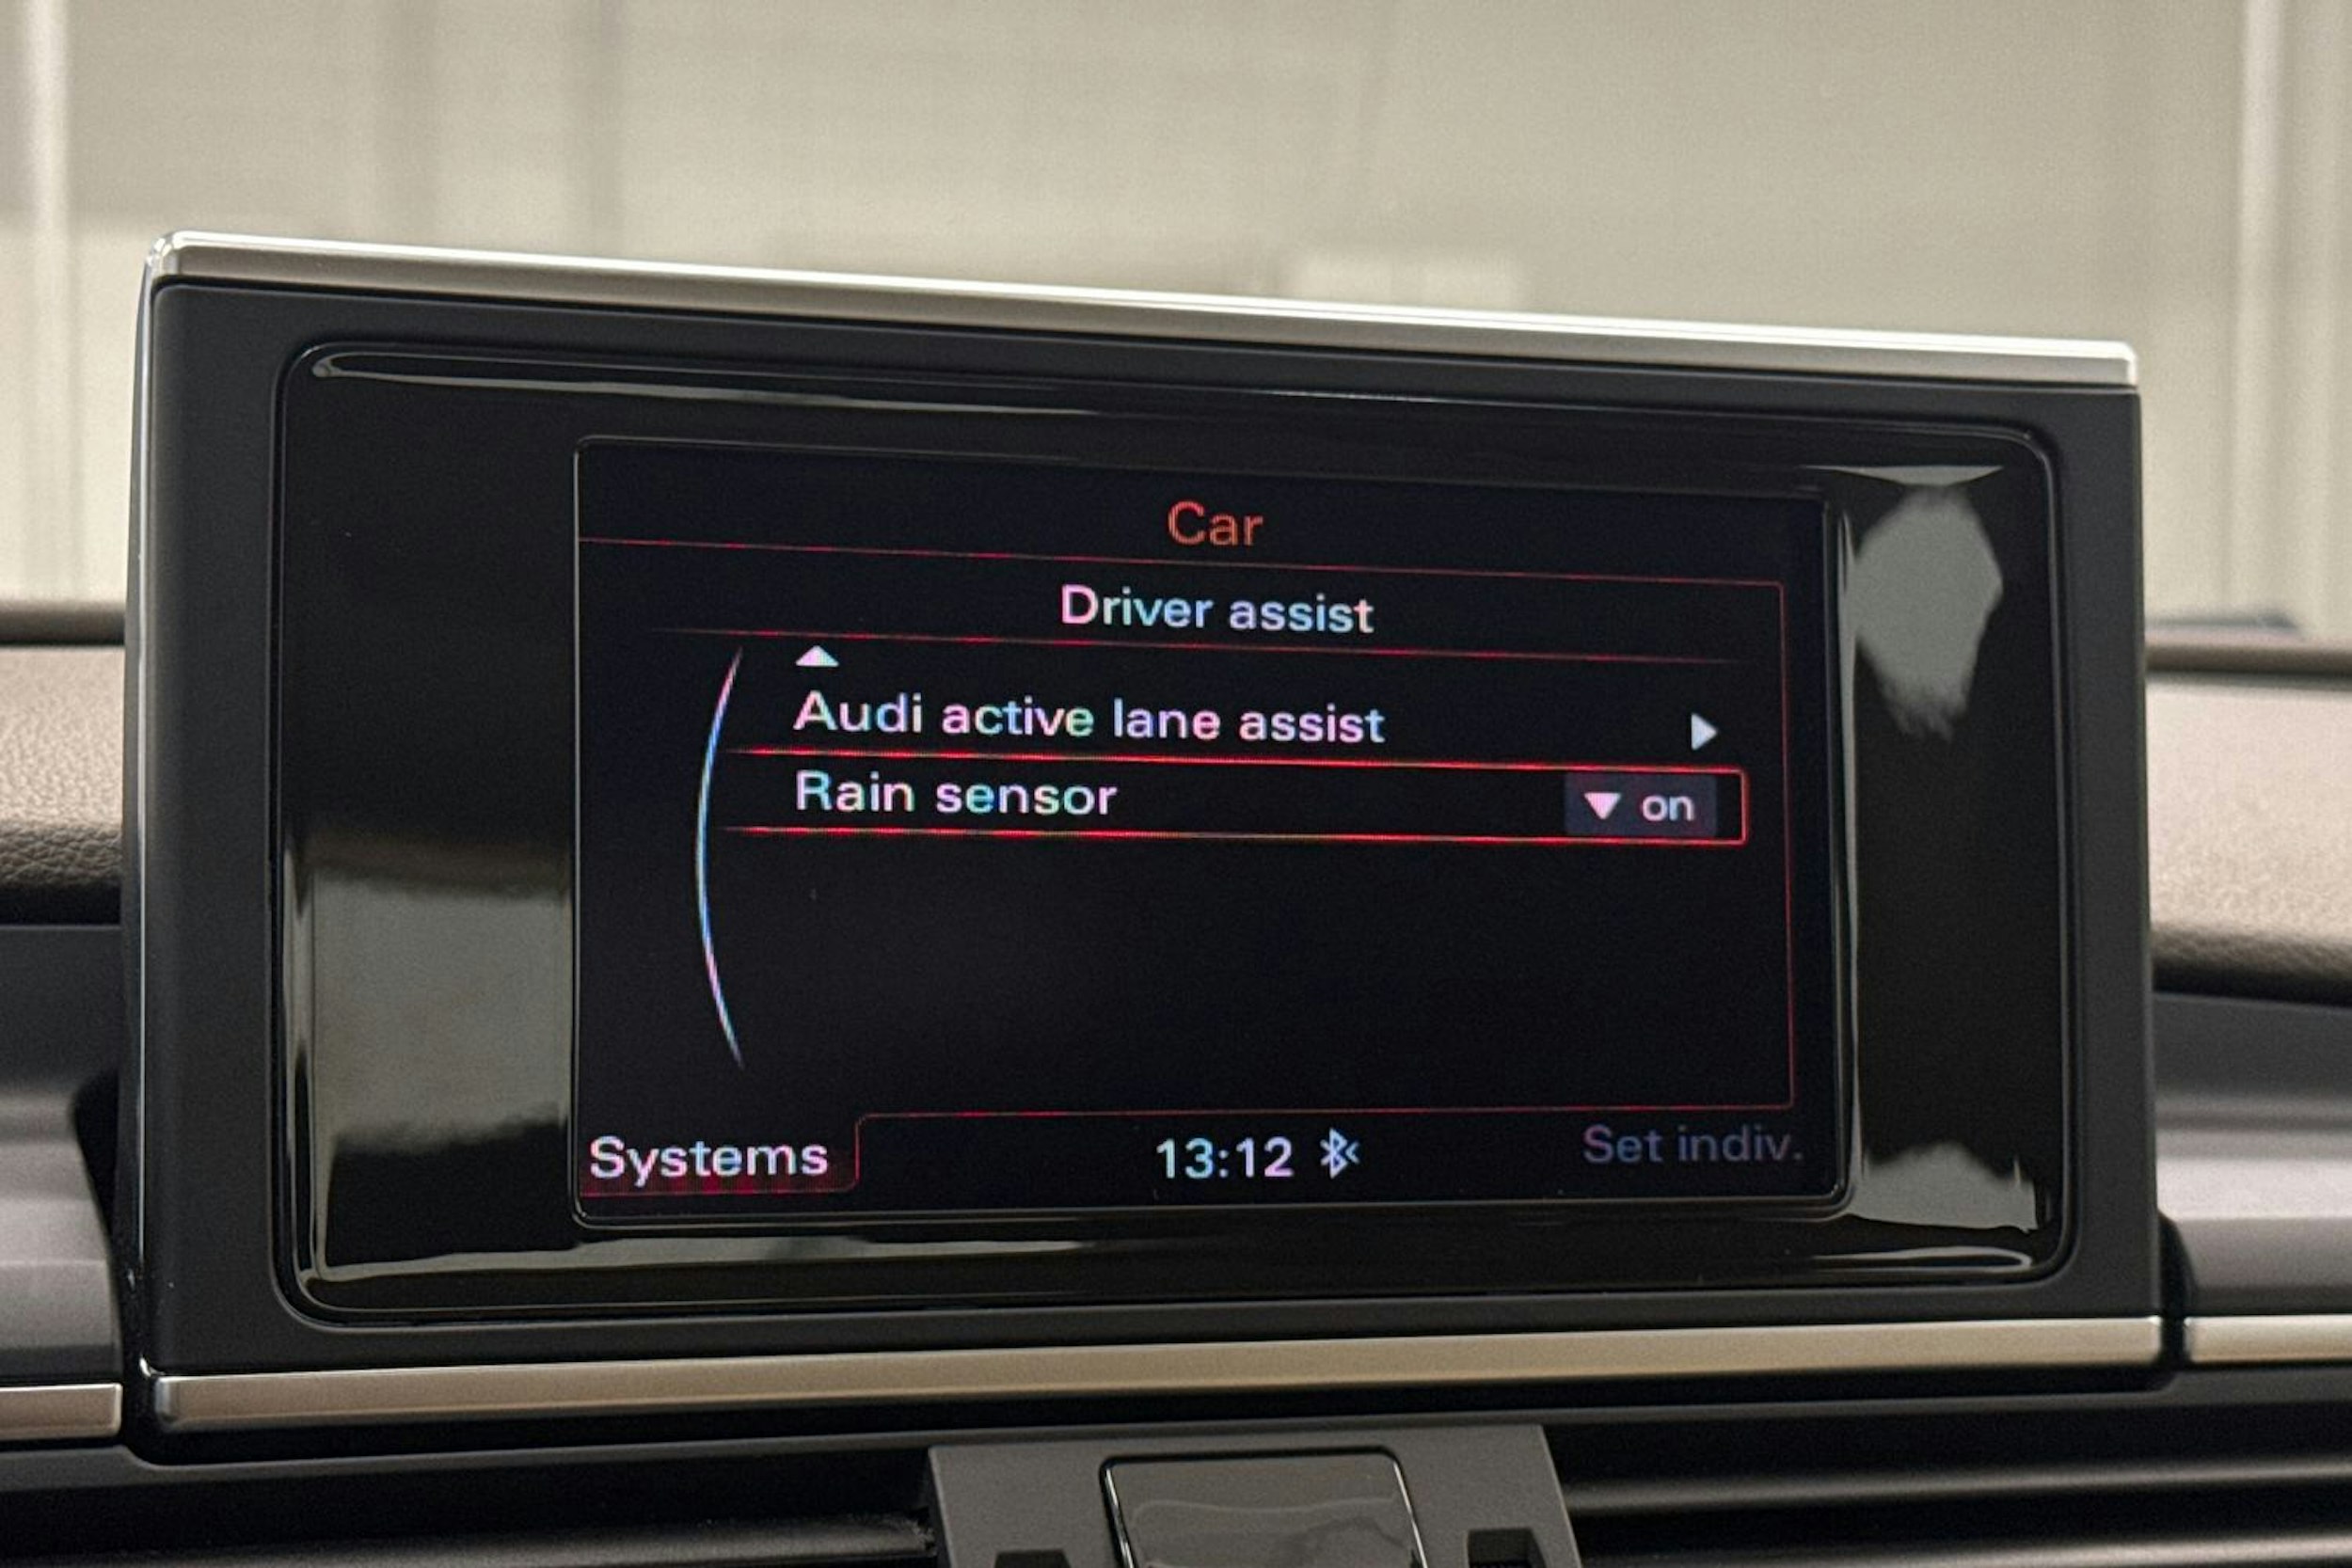 Car
Driver assist
Audi active lane assist
Rain sensor on
Systems 13:12 Set indiv.